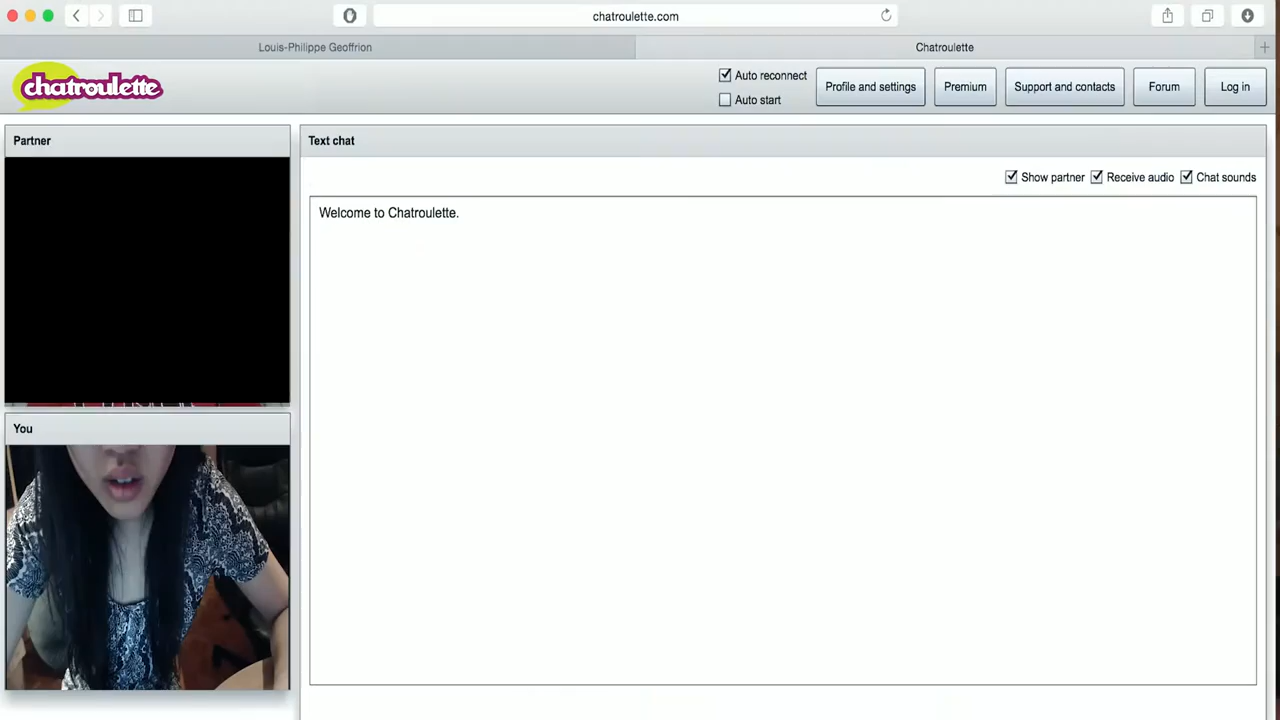 chatroulette.com
Louis-Philippe Geoffrion
Chatroulette
chatroulette
Auto reconnect
Auto start
Profile and settings
Premium
Support and contacts
Forum
Log in
Partner
Text chat
Show partner
Receive audio
Chat sounds
Welcome to Chatroulette.
You